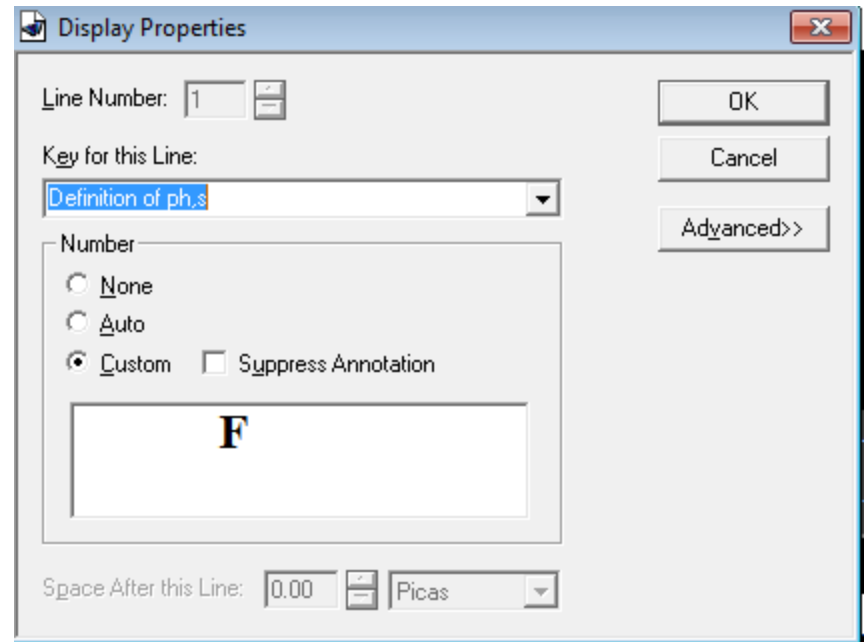 Display Properties
Line Number: 1
OK
Key for this Line:
Cancel
Definition of ph,s
Advanced>>
Number
None
Auto
Custom Suppress Annotation
F
Space After this Line: 0.00 Picas